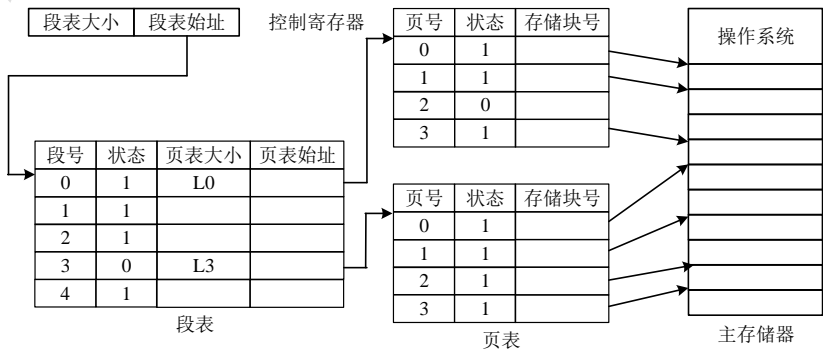 段表大小 段表始址 控制寄存器
页号 状态 存储块号
0 1
1 1
2 0
3 1
操作系统
段号 状态 页表大小 页表始址
0 1 L0
1 1
2 1
3 0 L3
4 1
段表
页号 状态 存储块号
0 1
1 1
2 1
3 1
页表
主存储器